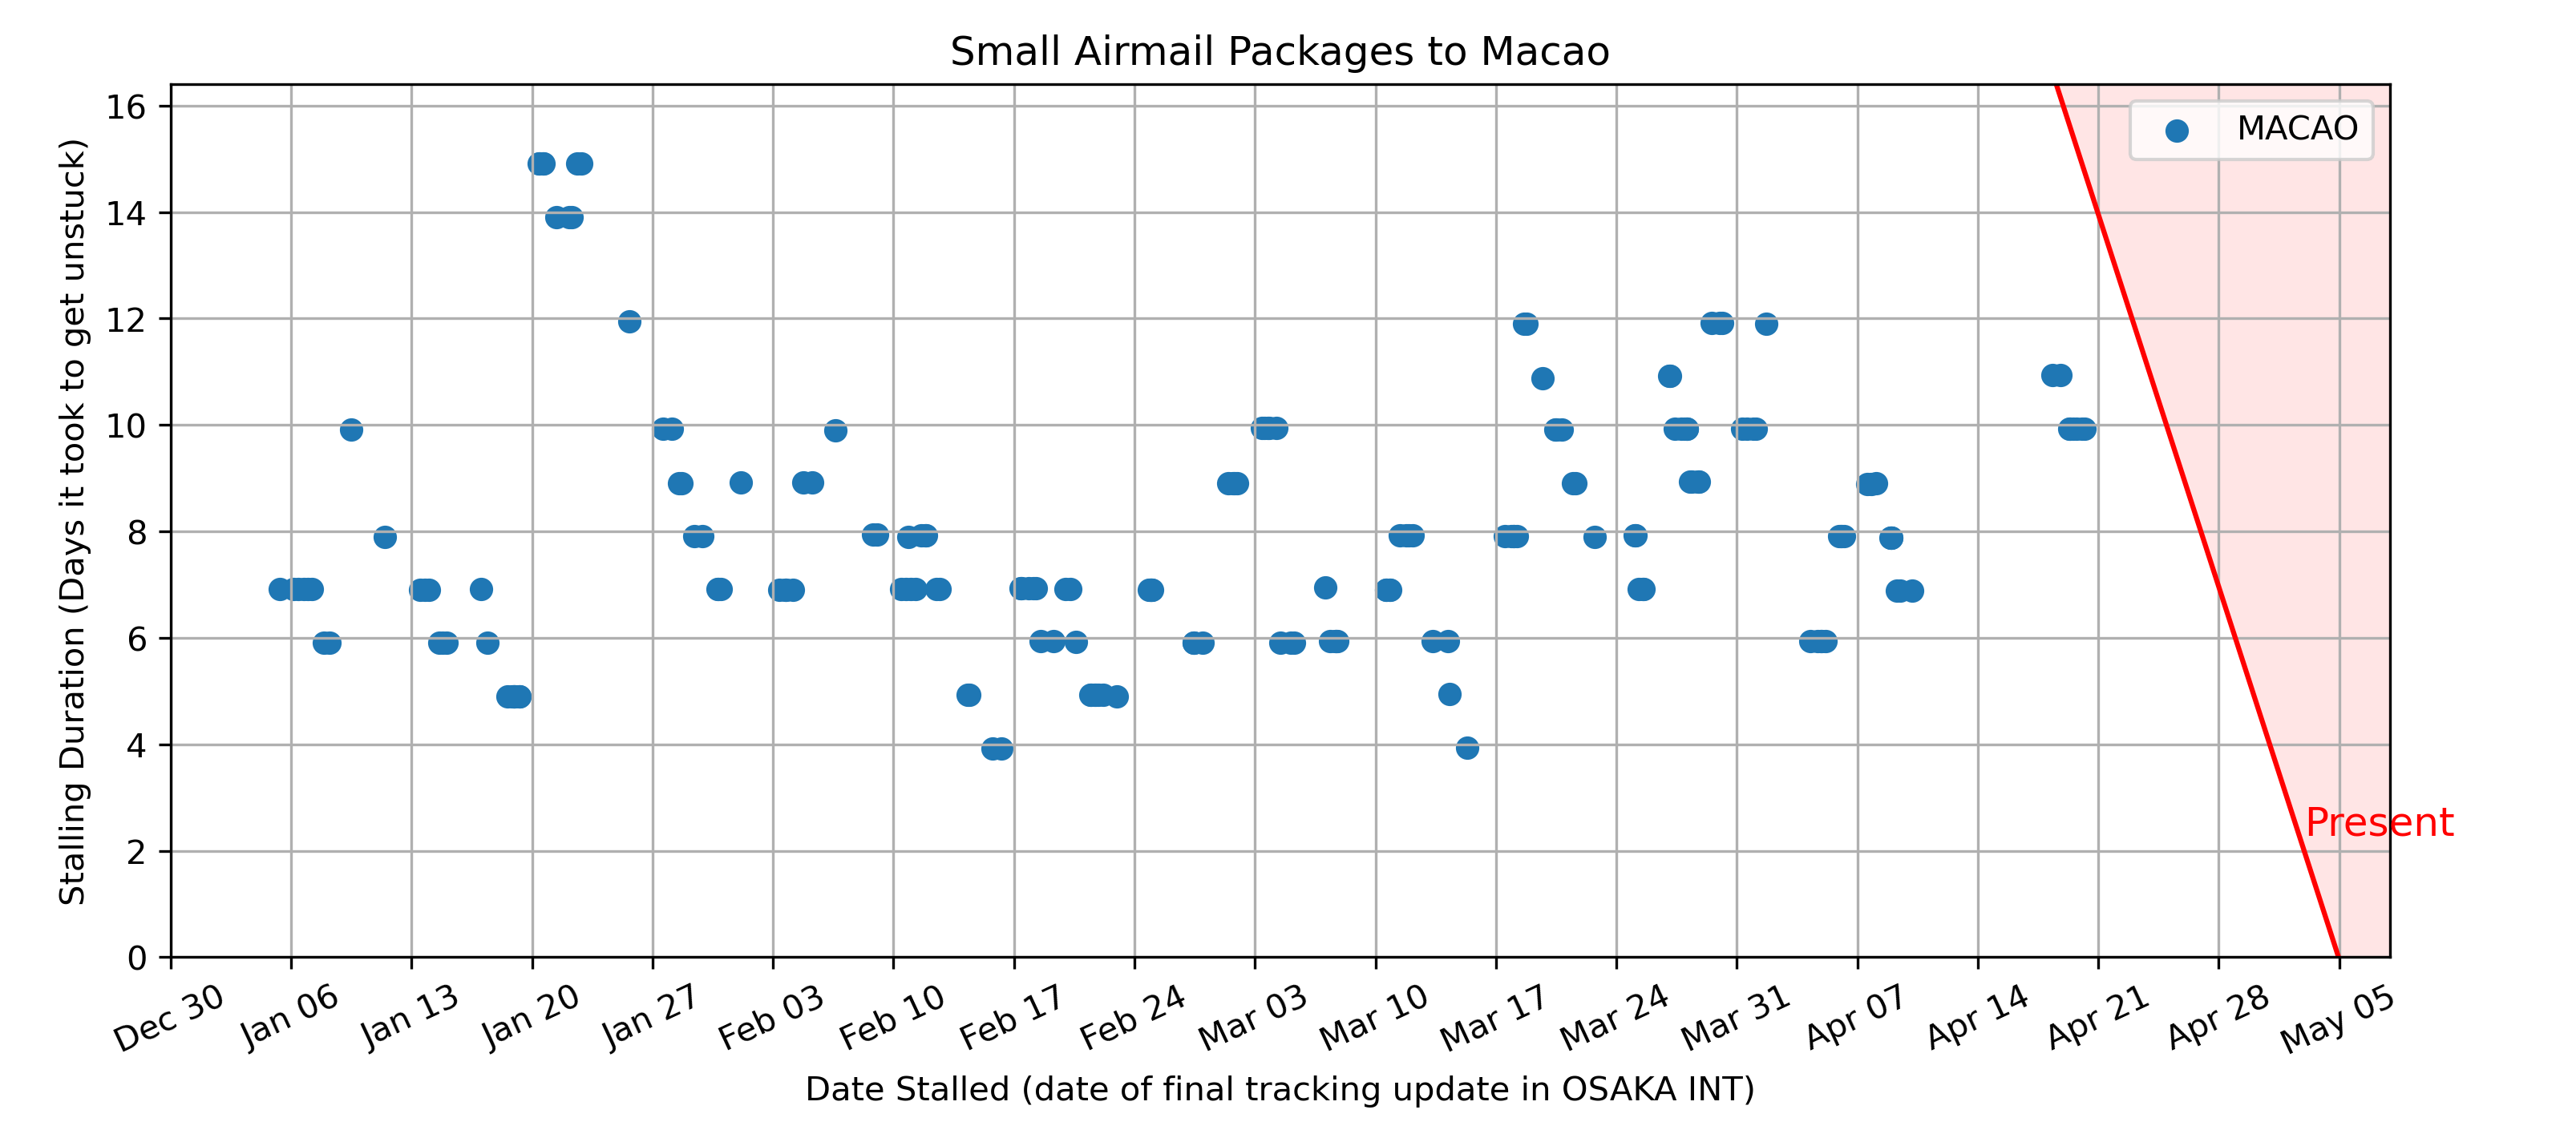 Small Airmail Packages to Macao
Stalling Duration (Days it took to get unstuck)
16
14
12
10
8
6
4
2
0
MACAO
Present
Dec 30 Jan 06 Jan 13 Jan 20 Jan 27 Feb 03 Feb 10 Feb 17 Feb 24 Mar 03 Mar 10 Mar 17 Mar 24 Mar 31 Apr 07 Apr 14 Apr 21 Apr 28 May 05
Date Stalled (date of final tracking update in OSAKA INT)